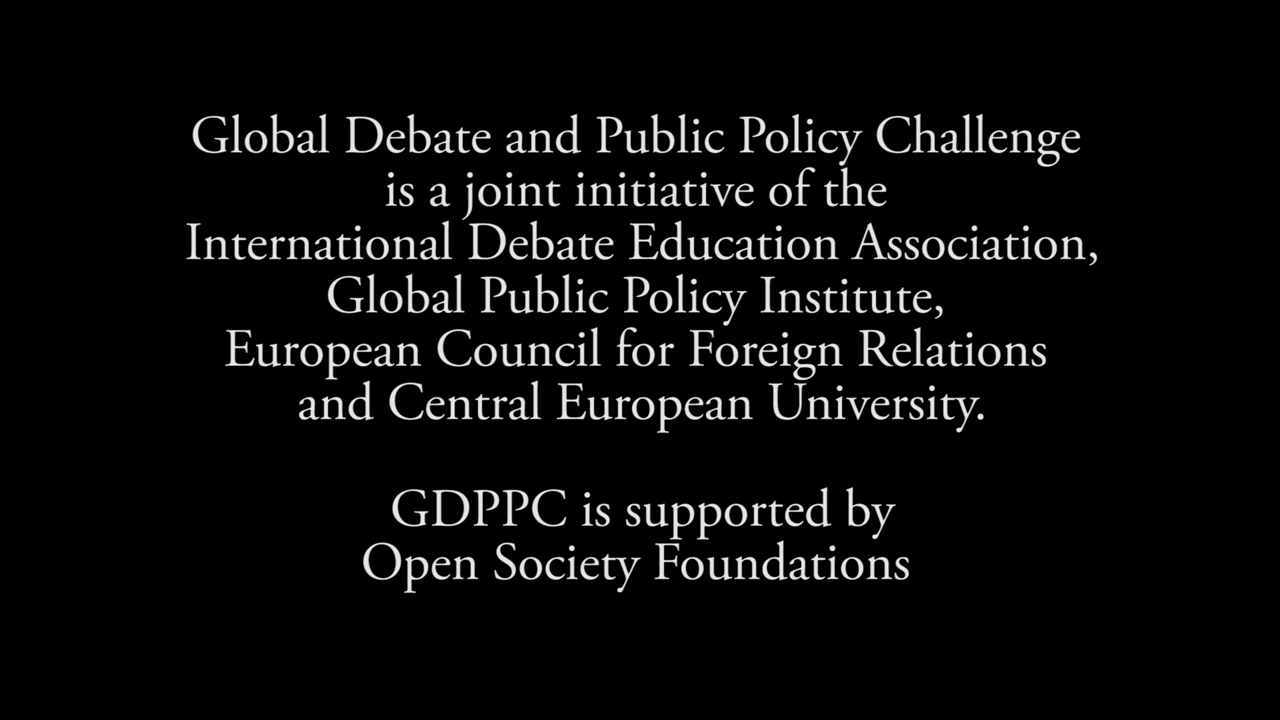 Global Debate and Public Policy Challenge
is a joint initiative of the
International Debate Education Association,
Global Public Policy Institute,
European Council for Foreign Relations
and Central European University.
GDPPC is supported by
Open Society Foundations